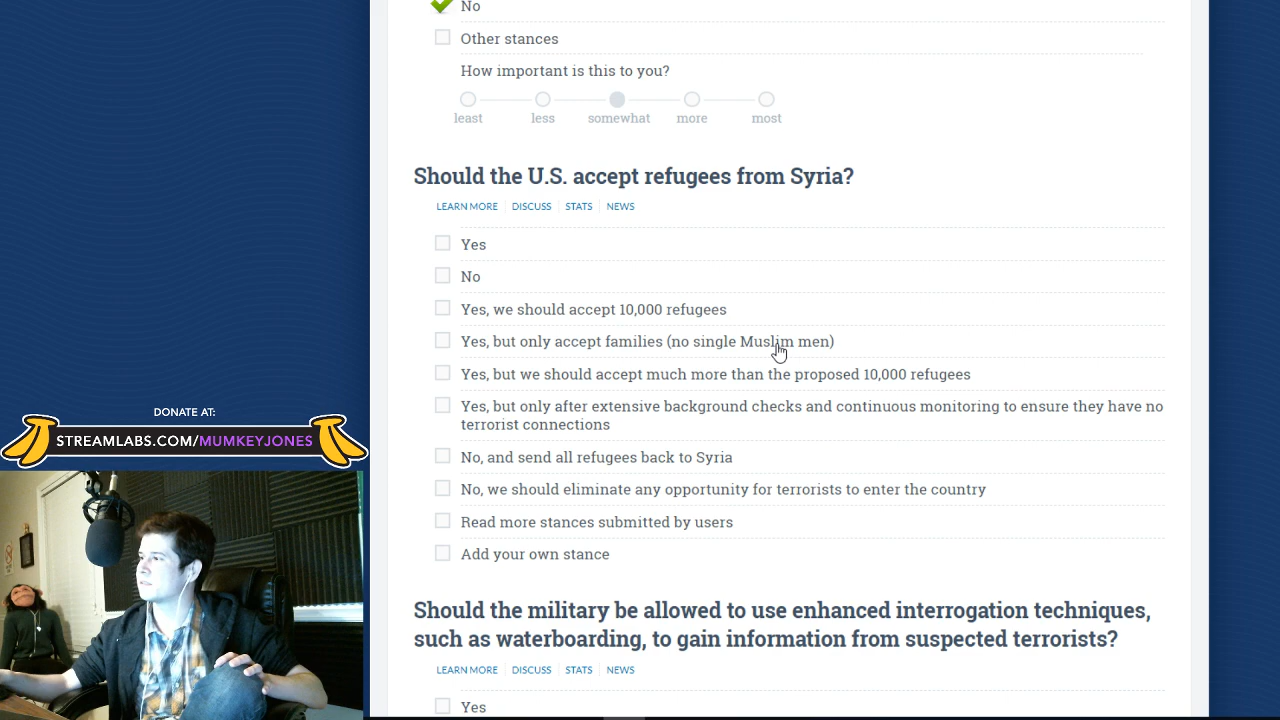 No
Other stances
How important is this to you?
least less somewhat more most
Should the U.S. accept refugees from Syria?
LEARN MORE DISCUSS STATS NEWS
Yes
No
Yes, we should accept 10,000 refugees
Yes, but only accept families (no single Muslim men)
Yes, but we should accept much more than the proposed 10,000 refugees
Yes, but only after extensive background checks and continuous monitoring to ensure they have no
terrorist connections
No, and send all refugees back to Syria
No, we should eliminate any opportunity for terrorists to enter the country
Read more stances submitted by users
Add your own stance
Should the military be allowed to use enhanced interrogation techniques,
such as waterboarding, to gain information from suspected terrorists?
LEARN MORE DISCUSS STATS NEWS
Yes
DONATE AT:
STREAMLABS.COM/MUMKEYJONES